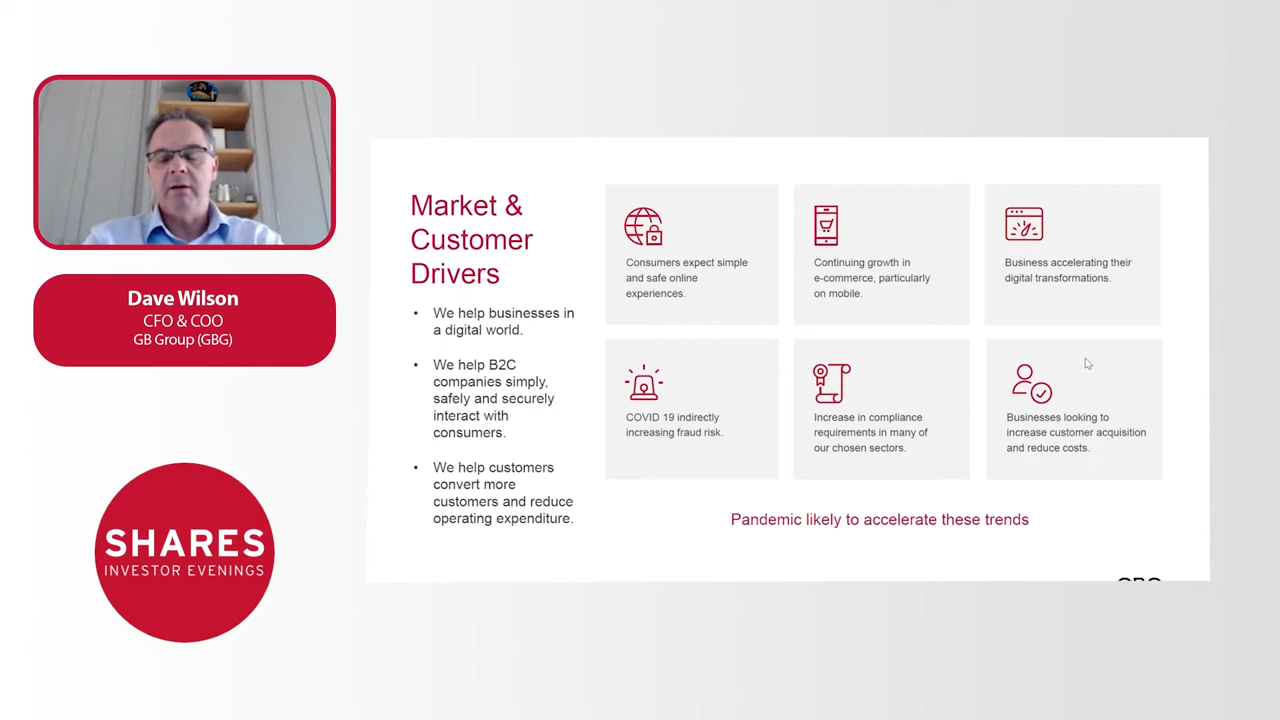 Dave Wilson
CFO & COO
GB Group (GBG)
SHARES
INVESTOR EVENINGS
Market &
Customer
Drivers
• We help businesses in
a digital world.
• We help B2C
companies simply,
safely and securely
interact with
consumers.
• We help customers
convert more
customers and reduce
operating expenditure.
Consumers expect simple
and safe online
experiences.
Continuing growth in
e-commerce, particularly
on mobile.
Business accelerating their
digital transformations.
COVID 19 indirectly
increasing fraud risk.
Increase in compliance
requirements in many of
our chosen sectors.
Businesses looking to
increase customer acquisition
and reduce costs.
Pandemic likely to accelerate these trends